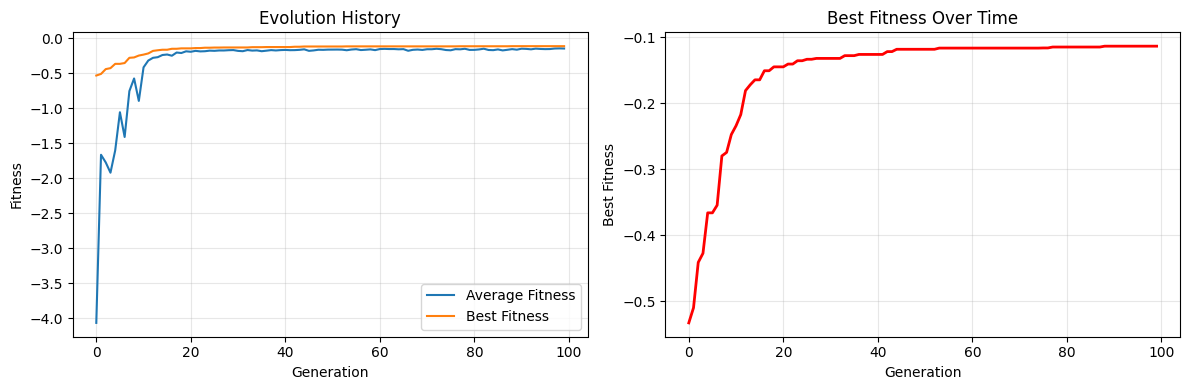 Evolution History
Fitness
0.0
−0.5
−1.0
−1.5
−2.0
−2.5
−3.0
−3.5
−4.0
0 20 40 60 80 100
Generation
Average Fitness
Best Fitness
Best Fitness Over Time
Best Fitness
−0.1
−0.2
−0.3
−0.4
−0.5
0 20 40 60 80 100
Generation